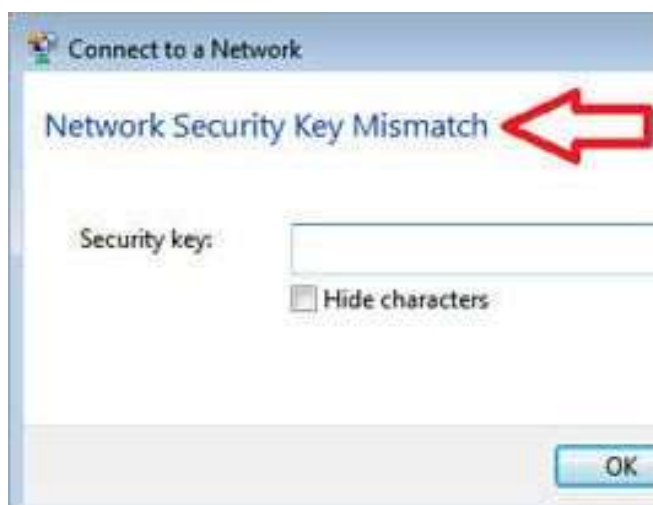 Connect to a Network
Network Security Key Mismatch
Security key:
Hide characters
OK